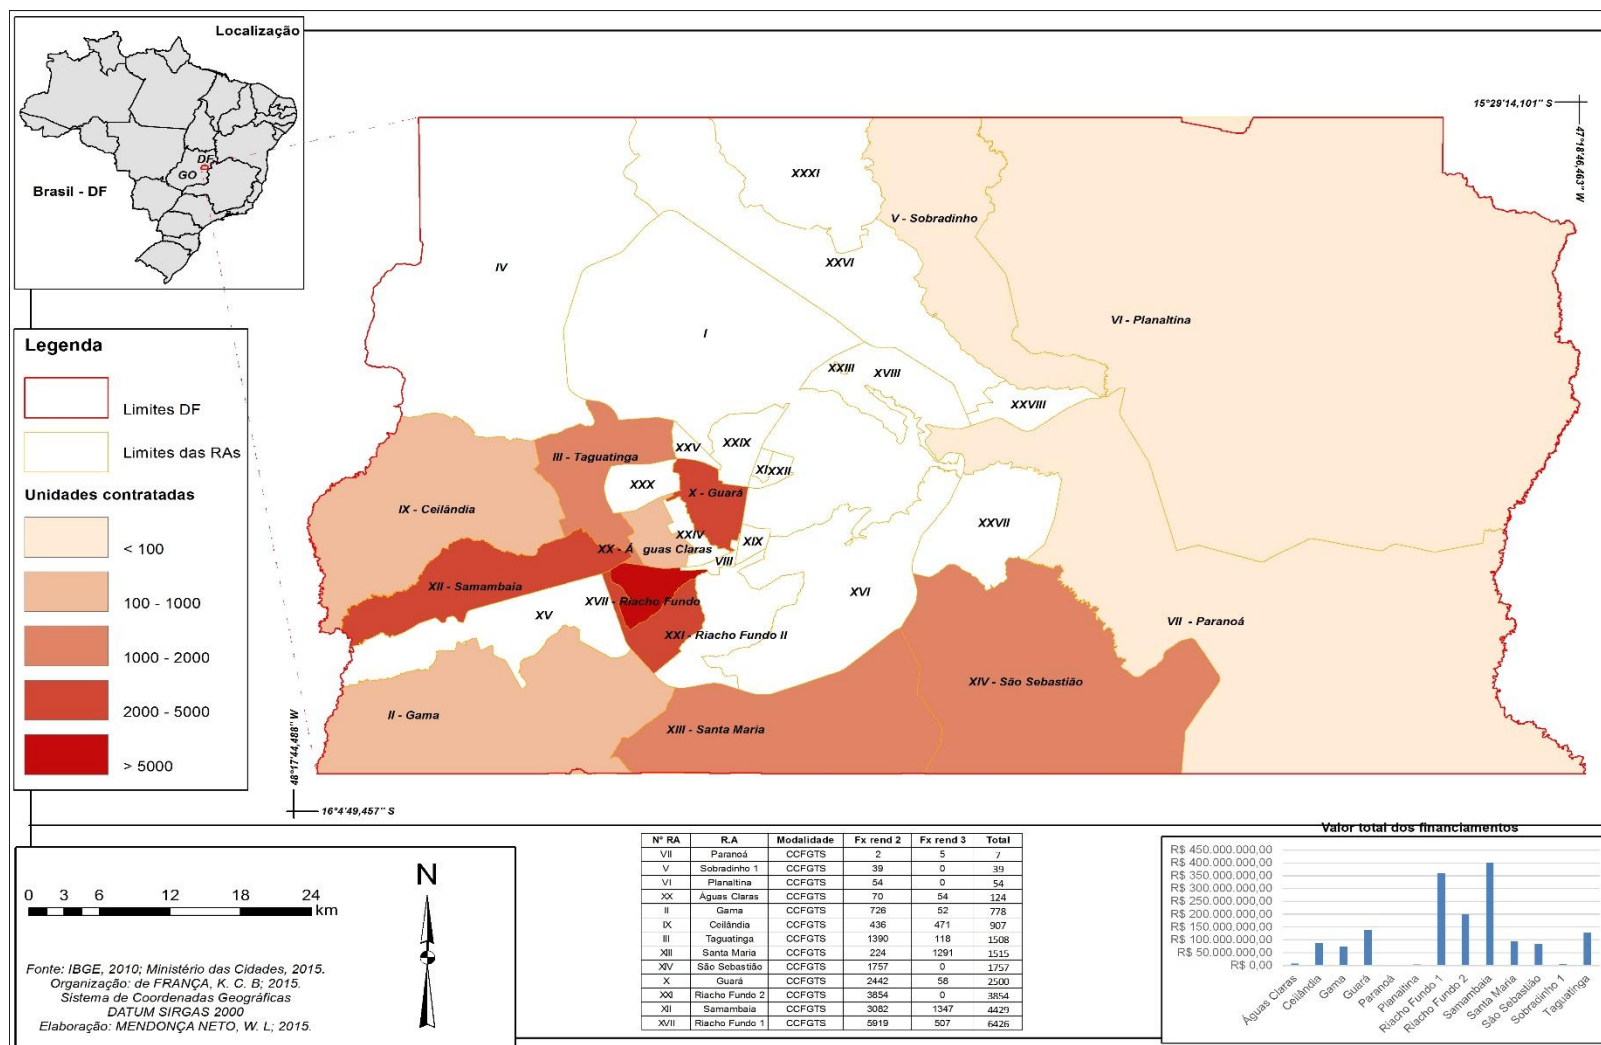 Localização
DF
GO
Brasil - DF
15°29'14,101" S
47°18'46,463" W
XXXI
V - Sobradinho
IV
XXVI
VI - Planaltina
I
XXIII
XVIII
XXVIII
XXV
XXIX
III - Taguatinga
XI
XXII
XXX
X - Guará
IX - Ceilândia
XXVII
XXIV
XIX
XX - Á guas Claras
VIII
XII - Samambaia
XVII - Riacho Fundo
XVI
XV
XXI - Riacho Fundo II
VII - Paranoá
XIV - São Sebastião
II - Gama
XIII - Santa Maria
48°17'44,488" W
16°4'49,457" S
Legenda
Limites DF
Limites das RAs
Unidades contratadas
< 100
100 - 1000
1000 - 2000
2000 - 5000
> 5000
0 3 6 12 18 24
km
N
Fonte: IBGE, 2010; Ministério das Cidades, 2015.
Organização: de FRANÇA, K. C. B; 2015.
Sistema de Coordenadas Geográficas
DATUM SIRGAS 2000
Elaboração: MENDONÇA NETO, W. L; 2015.
Nº RA R.A Modalidade Fx rend 2 Fx rend 3 Total
VII Paranoá CCFGTS 2 5 7
V Sobradinho 1 CCFGTS 39 0 39
VI Planaltina CCFGTS 54 0 54
XX Águas Claras CCFGTS 70 54 124
II Gama CCFGTS 726 52 778
IX Ceilândia CCFGTS 436 471 907
III Taguatinga CCFGTS 1390 118 1508
XIII Santa Maria CCFGTS 224 1291 1515
XIV São Sebastião CCFGTS 1757 0 1757
X Guará CCFGTS 2442 58 2500
XXI Riacho Fundo 2 CCFGTS 3854 0 3854
XII Samambaia CCFGTS 3082 1347 4429
XVII Riacho Fundo 1 CCFGTS 5919 507 6426
Valor total dos financiamentos
R$ 450.000.000,00
R$ 400.000.000,00
R$ 350.000.000,00
R$ 300.000.000,00
R$ 250.000.000,00
R$ 200.000.000,00
R$ 150.000.000,00
R$ 100.000.000,00
R$ 50.000.000,00
R$ 0,00
Águas Claras
Ceilândia
Gama
Guará
Paranoá
Planaltina
Riacho Fundo 1
Riacho Fundo 2
Samambaia
Santa Maria
São Sebastião
Sobradinho 1
Taguatinga